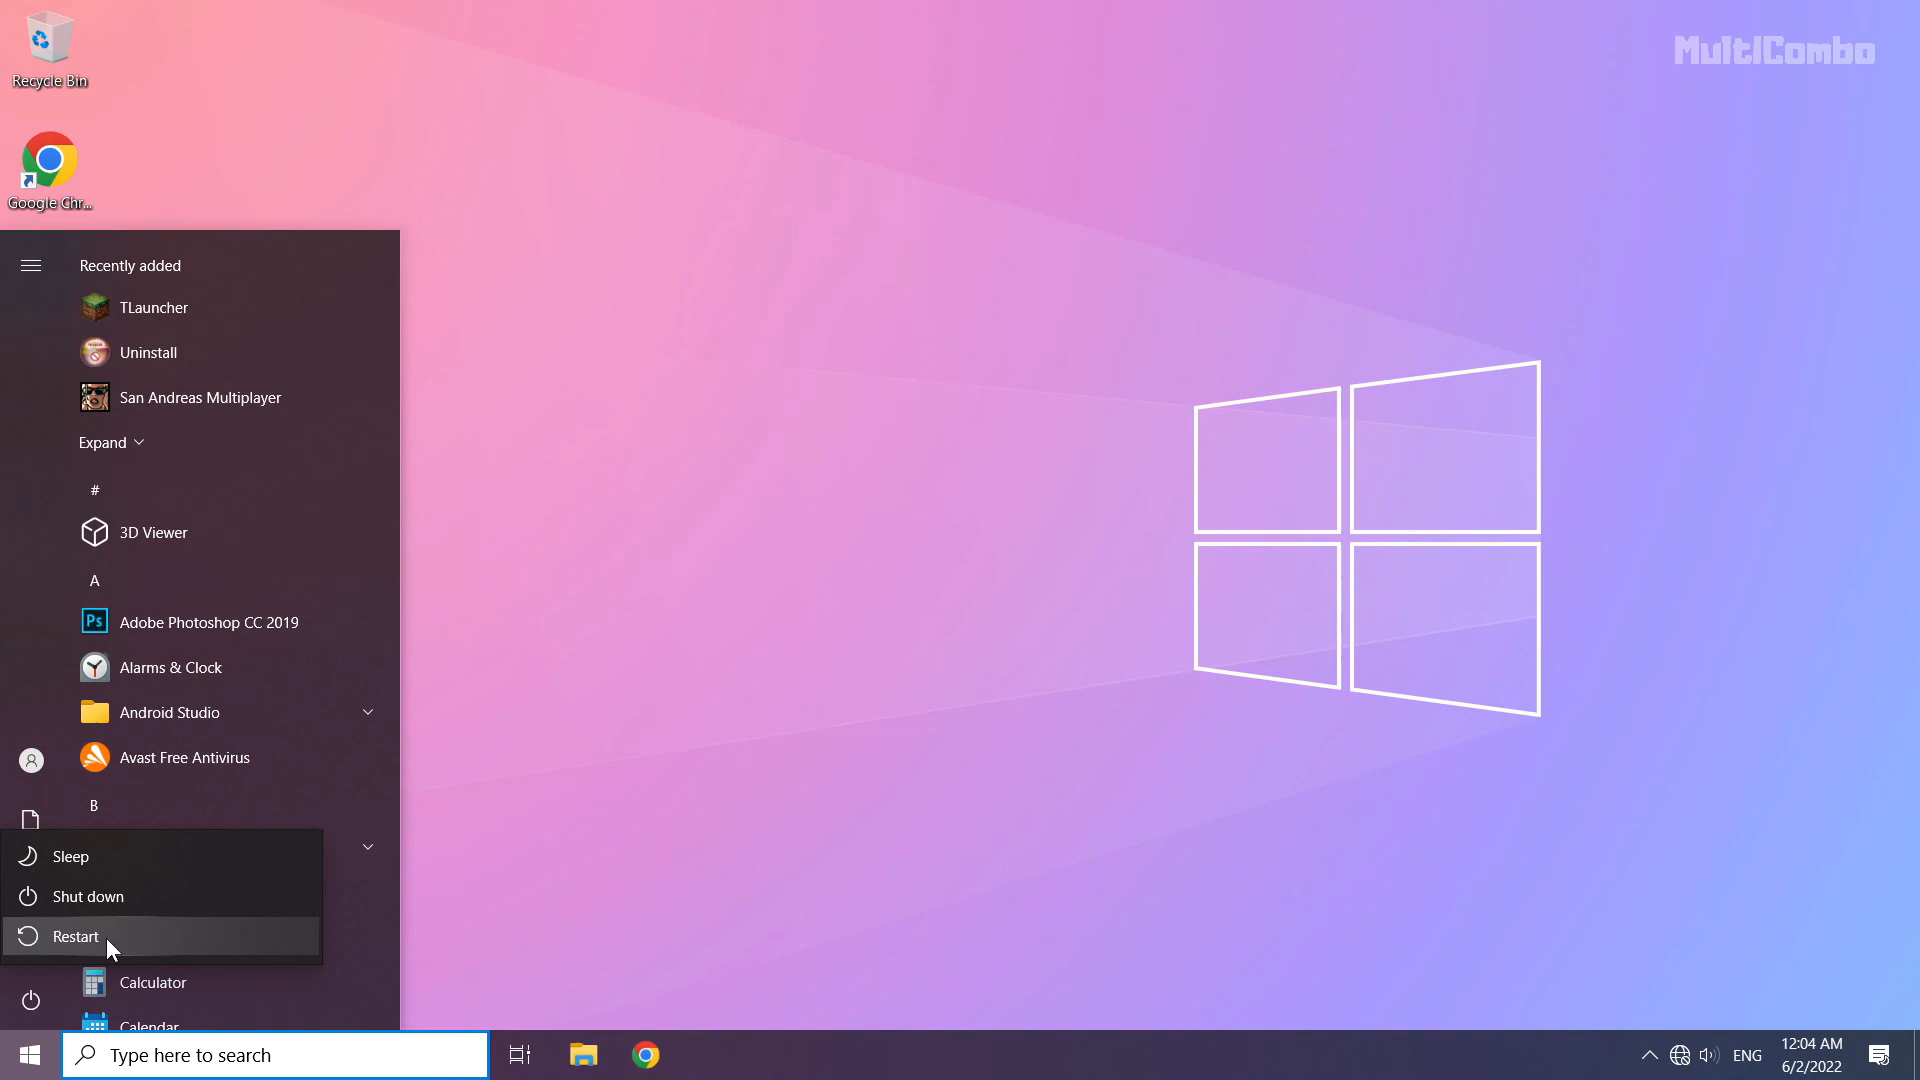 Recycle Bin
Google Chr...
MultiCombo
Recently added
TLauncher
Uninstall
San Andreas Multiplayer
Expand
#
3D Viewer
A
Ps
Adobe Photoshop CC 2019
Alarms & Clock
Android Studio
Avast Free Antivirus
B
Sleep
Shut down
Restart
Calculator
Calendar
Type here to search
ENG
12:04 AM
6/2/2022